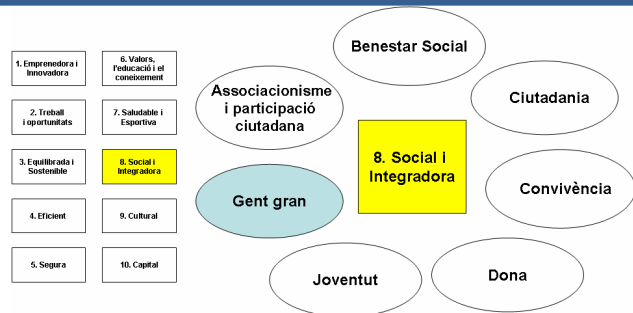 1. Emprenedora i
Innovadora
2. Treball
i oportunitats
3. Equilibrada i
Sostenible
4. Eficient
5. Segura
6. Valors,
l'educació i el
coneixement
7. Saludable i
Esportiva
8. Social i
Integradora
9. Cultural
10. Capital
Benestar Social
Associacionisme
i participació
ciutadana
Ciutadania
8. Social i
Integradora
Gent gran
Convivència
Joventut
Dona